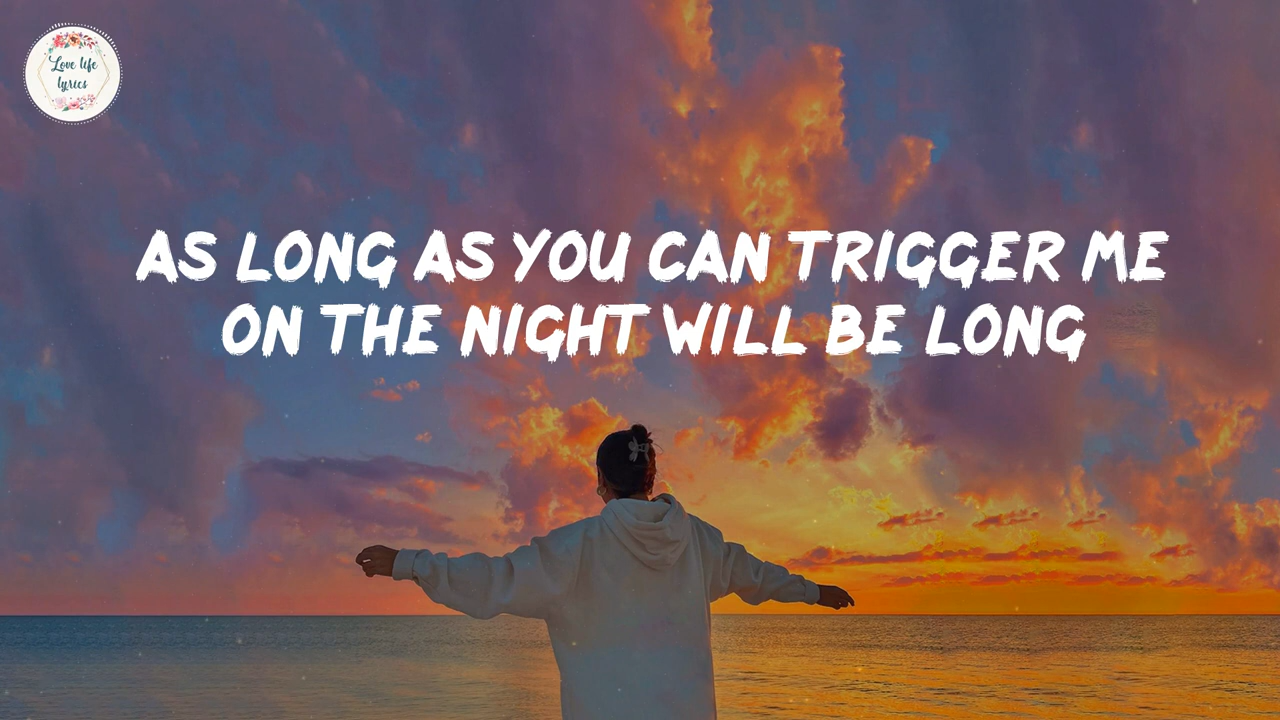 Love life
lyrics
AS LONG AS YOU CAN TRIGGER ME
ON THE NIGHT WILL BE LONG